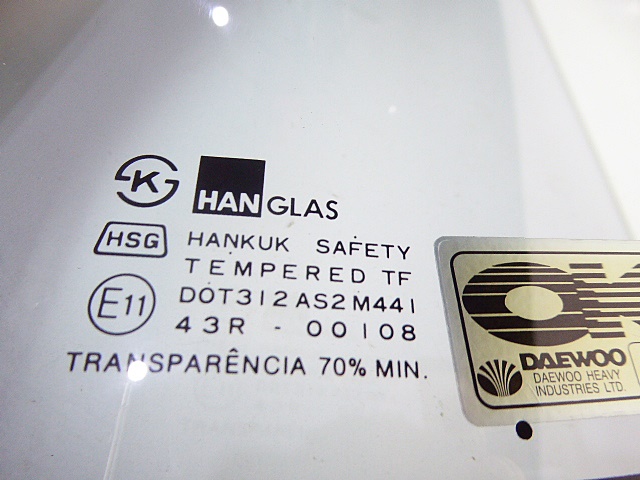 K HANGLAS
HSG HANKUK SAFETY
TEMPERED TF
E11 DOT312AS2M441
43R - 00108
TRANSPARÊNCIA 70% MIN.
DAEWOO
DAEWOO HEAVY
INDUSTRIES LTD.